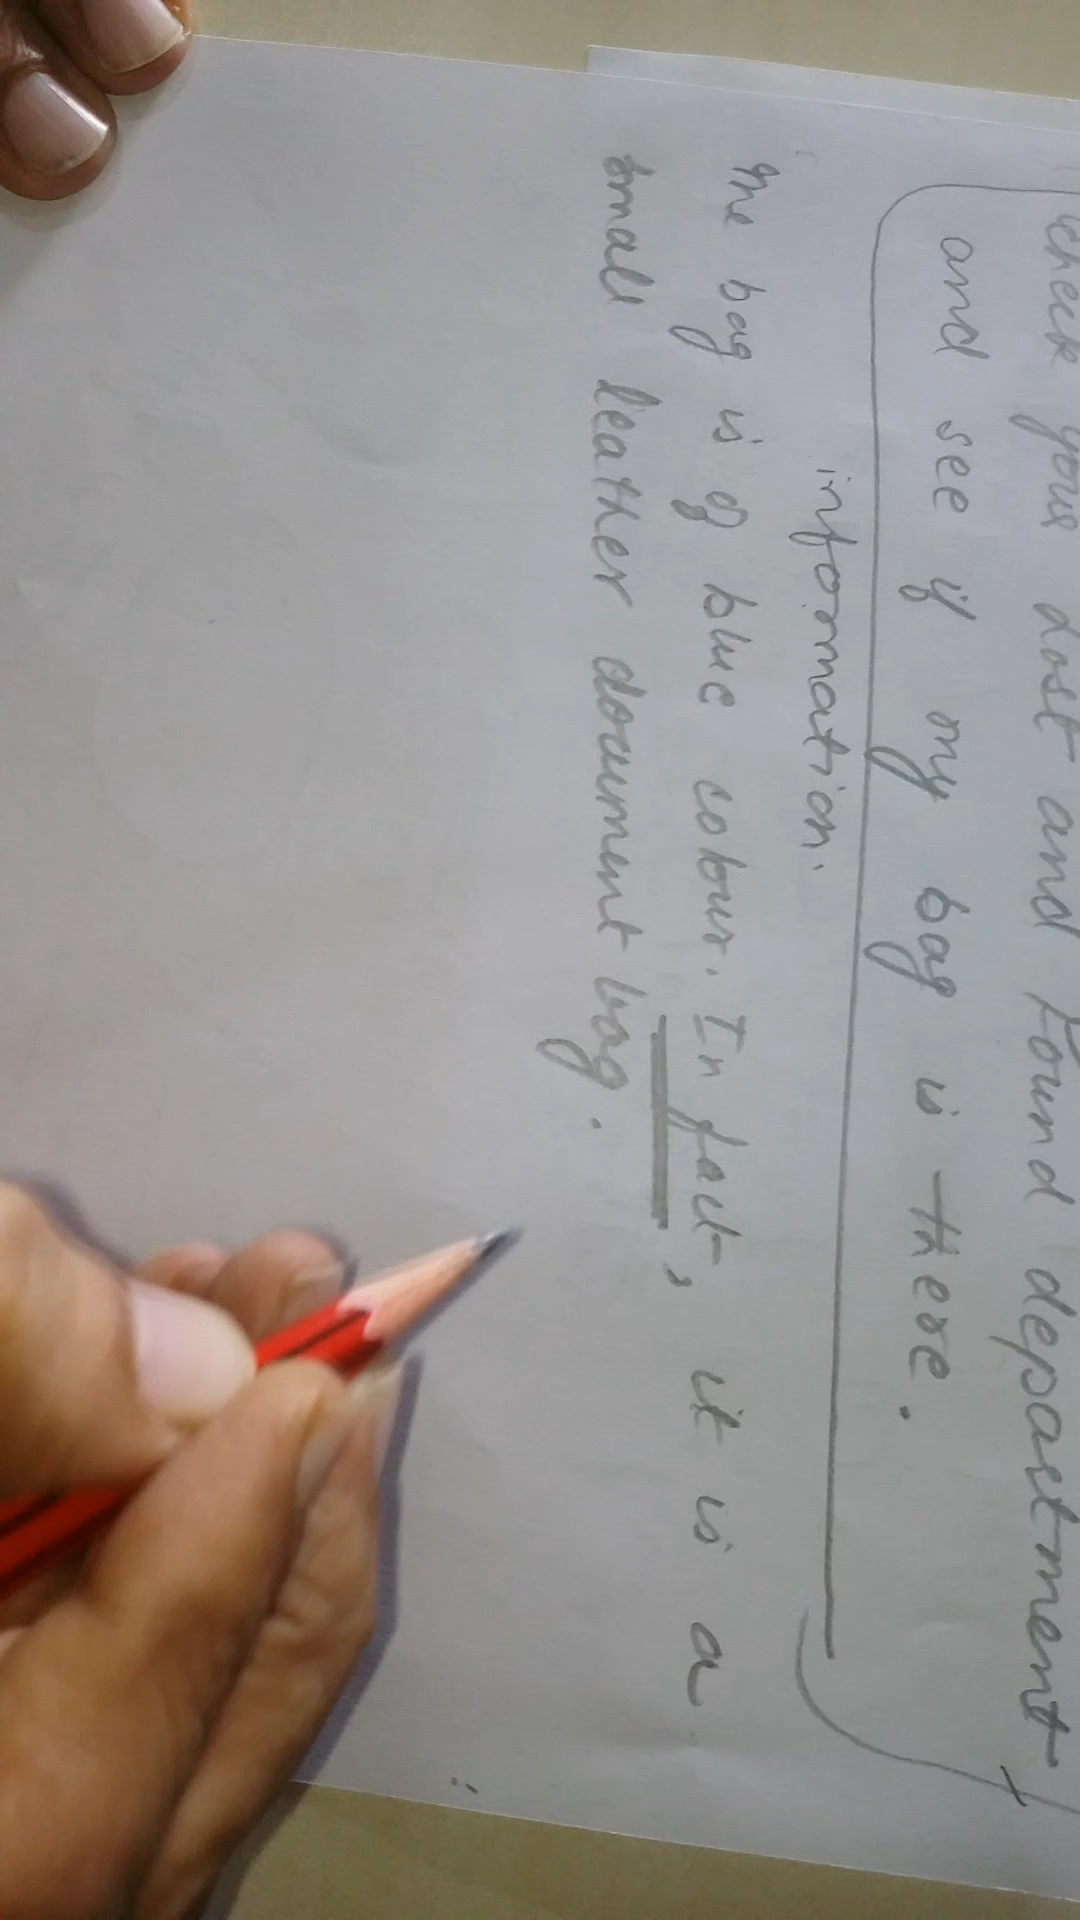 check your Lost and Found department
and see if my bag is there.
information.
The bag is of blue colour. In fact, it is a
small leather document bag.